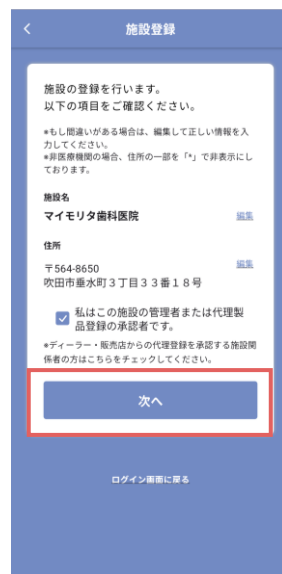 施設登録
施設の登録を行います。
以下の項目をご確認ください。
*もし間違いがある場合は、編集して正しい情報を入
力してください。
*非医療機関の場合、住所の一部を「*」で非表示にし
ております。
施設名
マイモリタ歯科医院 編集
住所
編集
〒564-8650
吹田市垂水町3丁目33番18号
私はこの施設の管理者または代理製
品登録の承認者です。
*ディーラー・販売店からの代理登録を承認する施設関
係者の方はこちらをチェックしてください。
次へ
ログイン画面に戻る